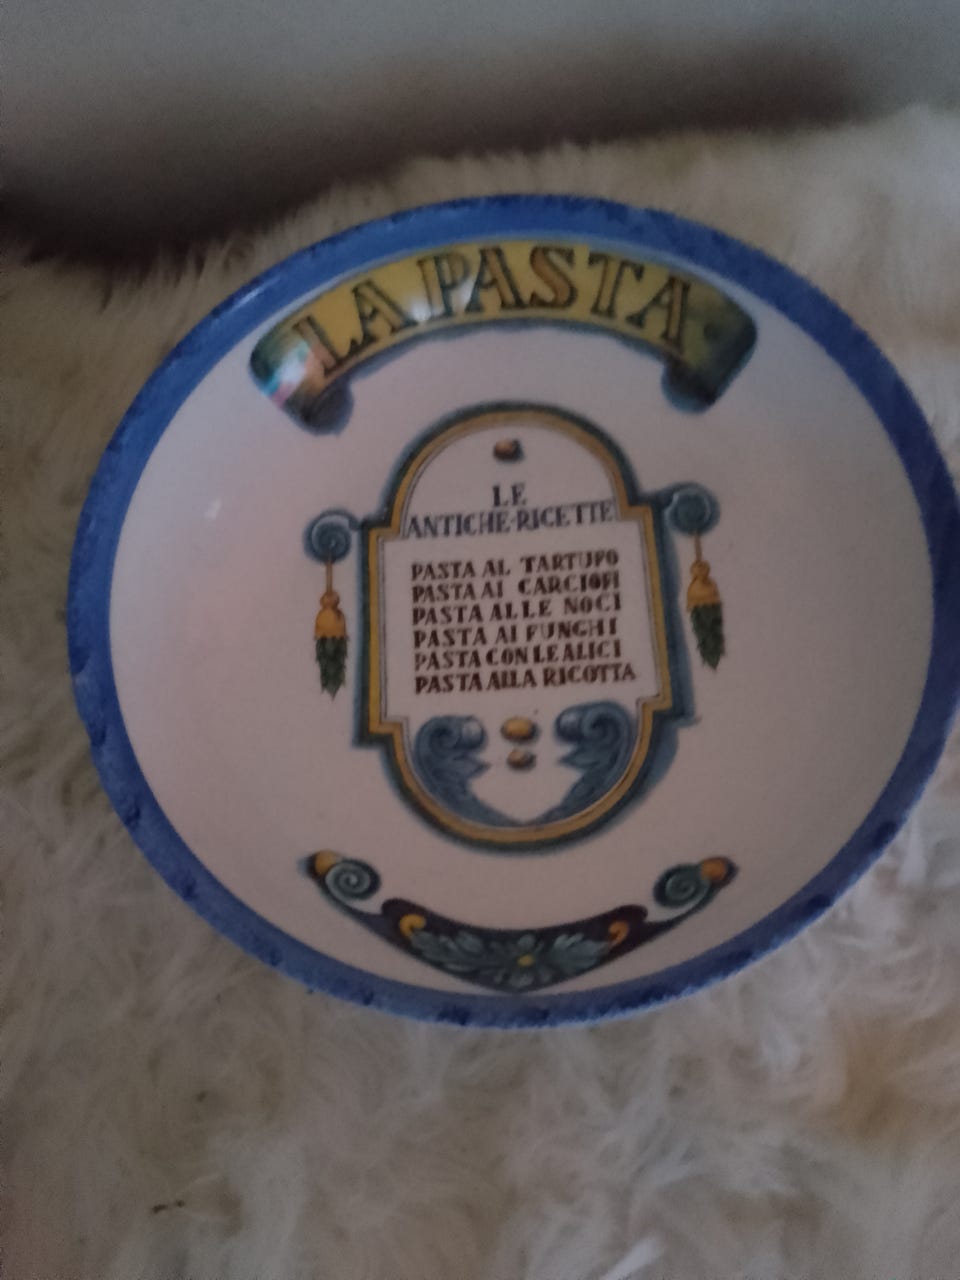 LA PASTA
LE
ANTICHE·RICETTE
PASTA AL TARTUFO
PASTA AI CARCIOFI
PASTA ALLE NOCI
PASTA AI FUNGHI
PASTA CON LE ALICI
PASTA ALLA RICOTTA